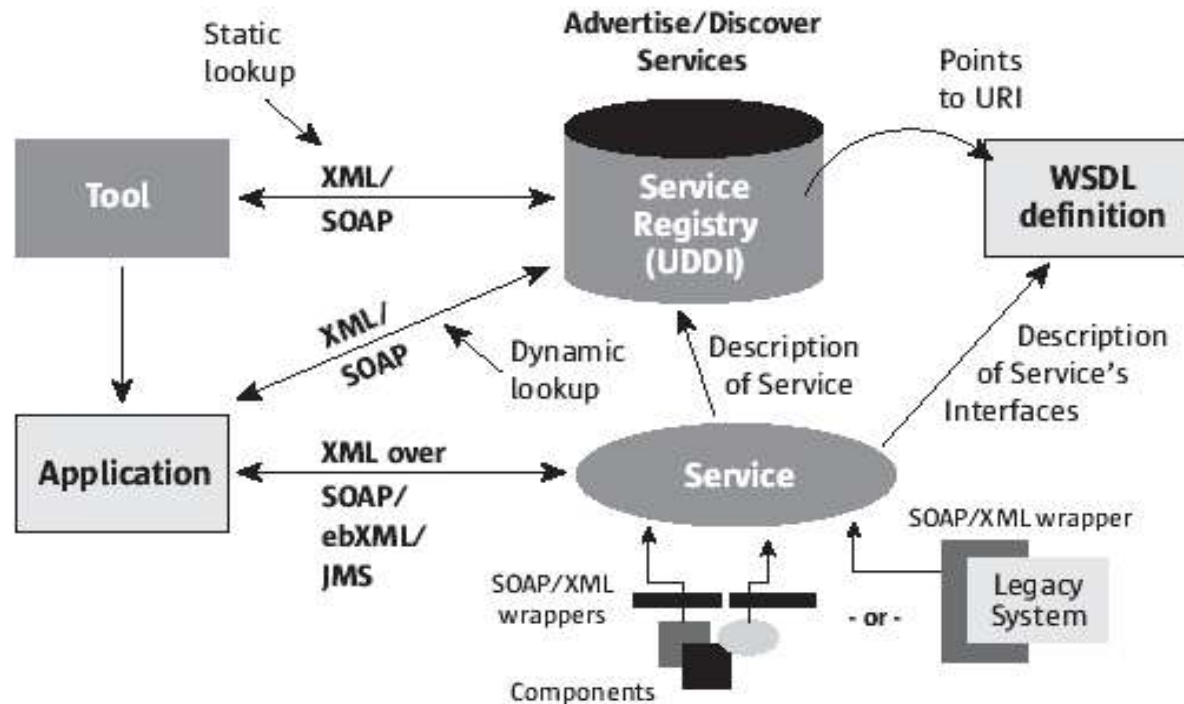 Static
lookup
Advertise/Discover
Services
Points
to URI
Tool
XML/
SOAP
Service
Registry
(UDDI)
WSDL
definition
XML/
SOAP
Dynamic
lookup
Description
of Service
Description
of Service's
Interfaces
Application
XML over
SOAP/
ebXML/
JMS
Service
SOAP/XML wrapper
SOAP/XML
wrappers
- or -
Legacy
System
Components